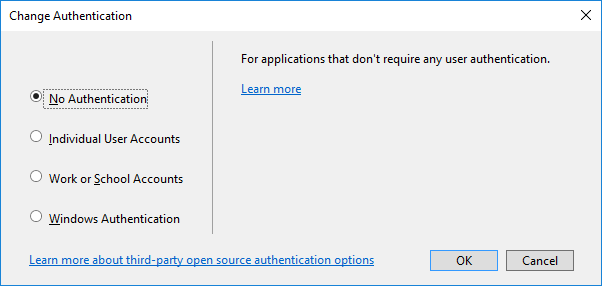 Change Authentication
For applications that don't require any user authentication.
Learn more
No Authentication
Individual User Accounts
Work or School Accounts
Windows Authentication
Learn more about third-party open source authentication options
OK
Cancel